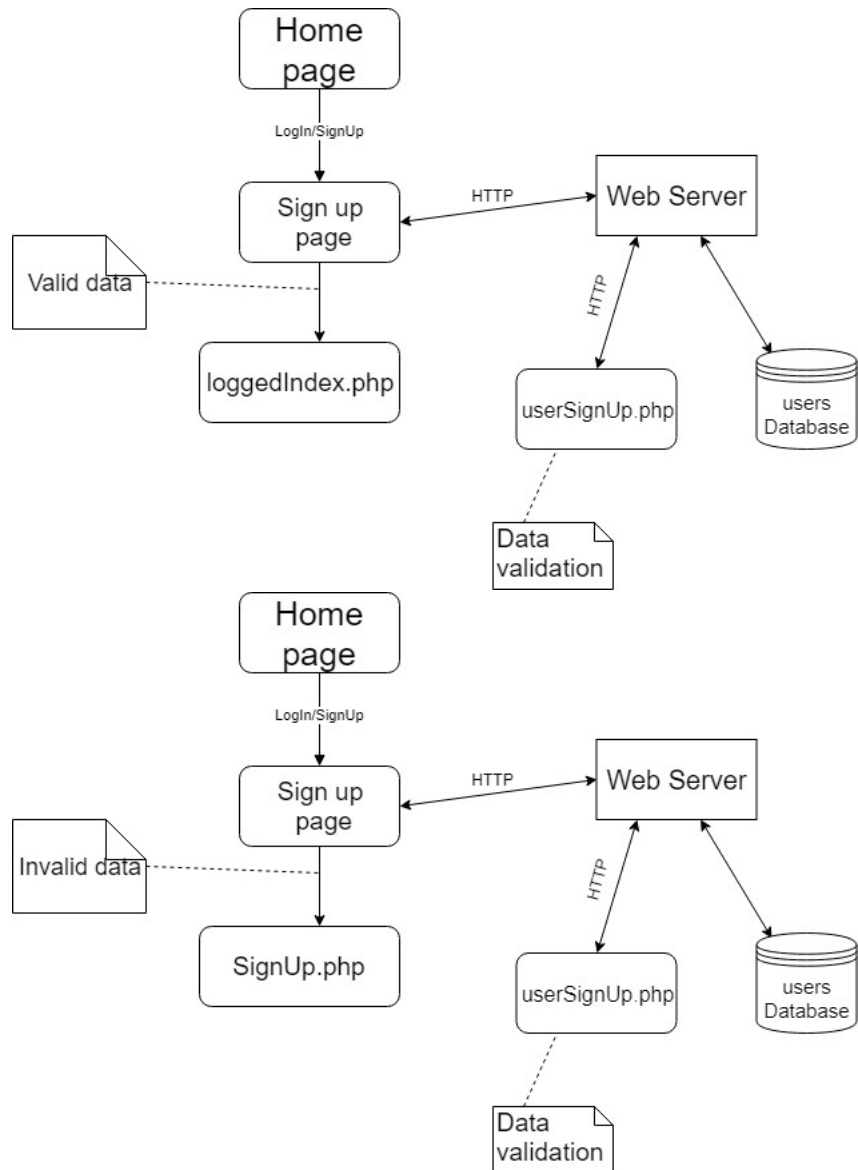 Home
page
LogIn/SignUp
Sign up
page
HTTP
Web Server
Valid data
HTTP
loggedIndex.php
userSignUp.php
users
Database
Data
validation
Home
page
LogIn/SignUp
Sign up
page
HTTP
Web Server
Invalid data
HTTP
SignUp.php
userSignUp.php
users
Database
Data
validation